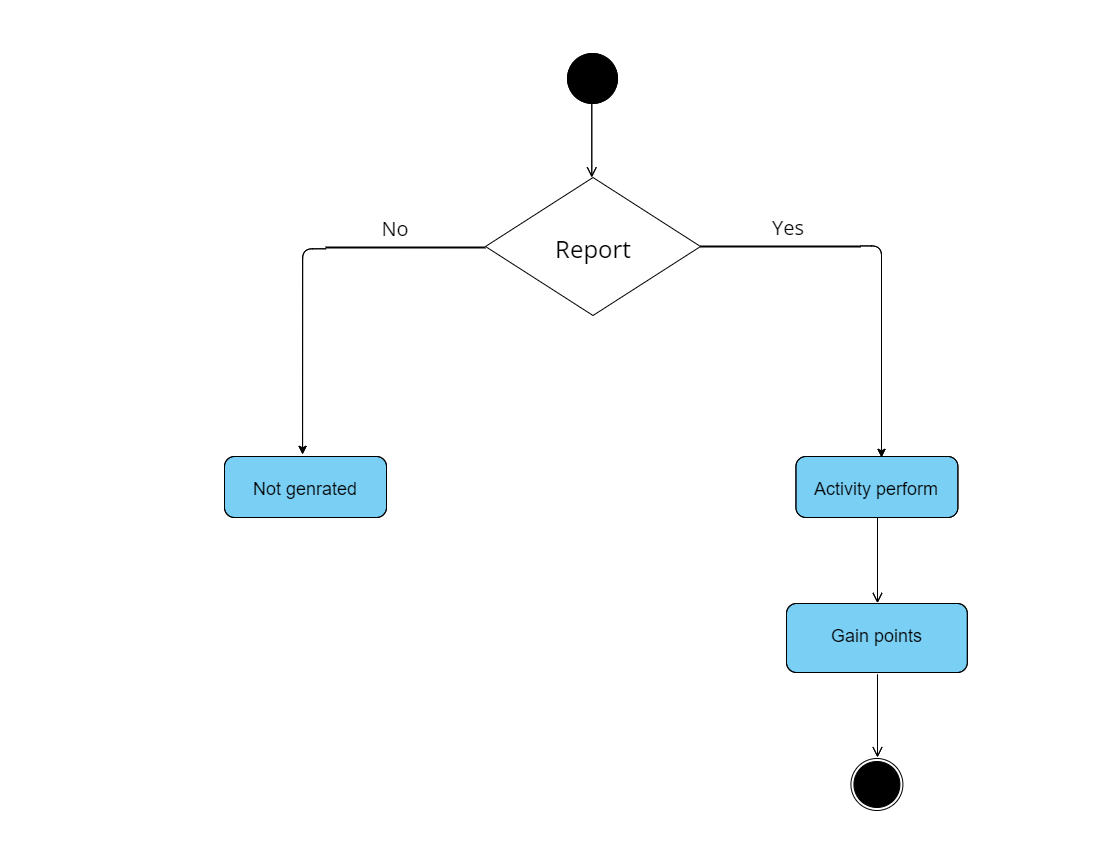 No
Yes
Report
Not genrated
Activity perform
Gain points